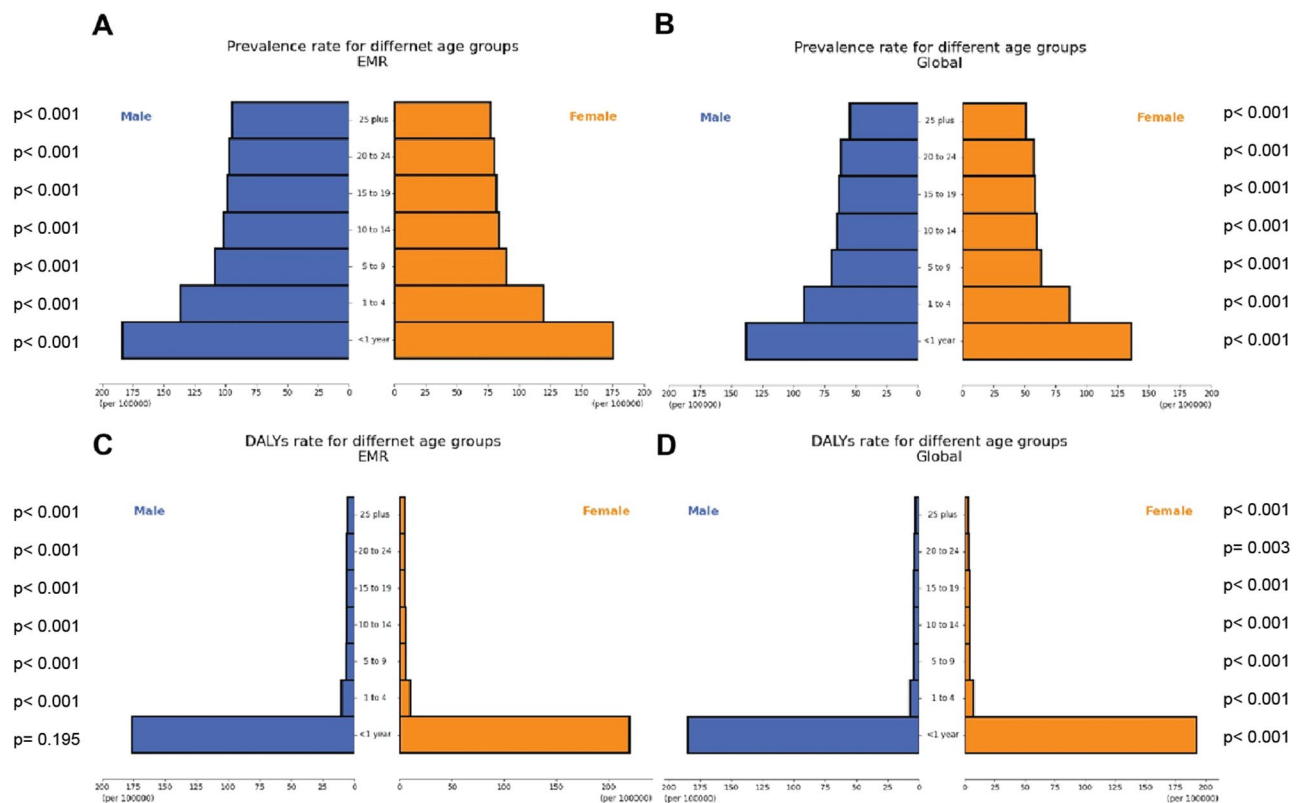 A
Prevalence rate for differnet age groups
EMR
p< 0.001
p< 0.001
p< 0.001
p< 0.001
p< 0.001
p< 0.001
p< 0.001
Male
Female
25 plus
20 to 24
15 to 19
10 to 14
5 to 9
1 to 4
<1 year
200 175 150 125 100 75 50 25 0
(per 100000)
0 25 50 75 100 125 150 175 200
(per 100000)
B
Prevalence rate for different age groups
Global
Male
Female
25 plus
20 to 24
15 to 19
10 to 14
5 to 9
1 to 4
<1 year
p< 0.001
p< 0.001
p< 0.001
p< 0.001
p< 0.001
p< 0.001
p< 0.001
200 175 150 125 100 75 50 25 0
(per 100000)
0 25 50 75 100 125 150 175 200
(per 100000)
C
DALYs rate for differnet age groups
EMR
p< 0.001
p< 0.001
p< 0.001
p< 0.001
p< 0.001
p< 0.001
p= 0.195
Male
Female
25 plus
20 to 24
15 to 19
10 to 14
5 to 9
1 to 4
<1 year
200 175 150 125 100 75 50 25 0
(per 100000)
0 50 100 150 200
(per 100000)
D
DALYs rate for different age groups
Global
Male
Female
25 plus
20 to 24
15 to 19
10 to 14
5 to 9
1 to 4
<1 year
p< 0.001
p= 0.003
p< 0.001
p< 0.001
p< 0.001
p< 0.001
p< 0.001
200 175 150 125 100 75 50 25 0
(per 100000)
0 25 50 75 100 125 150 175 200
(per 100000)